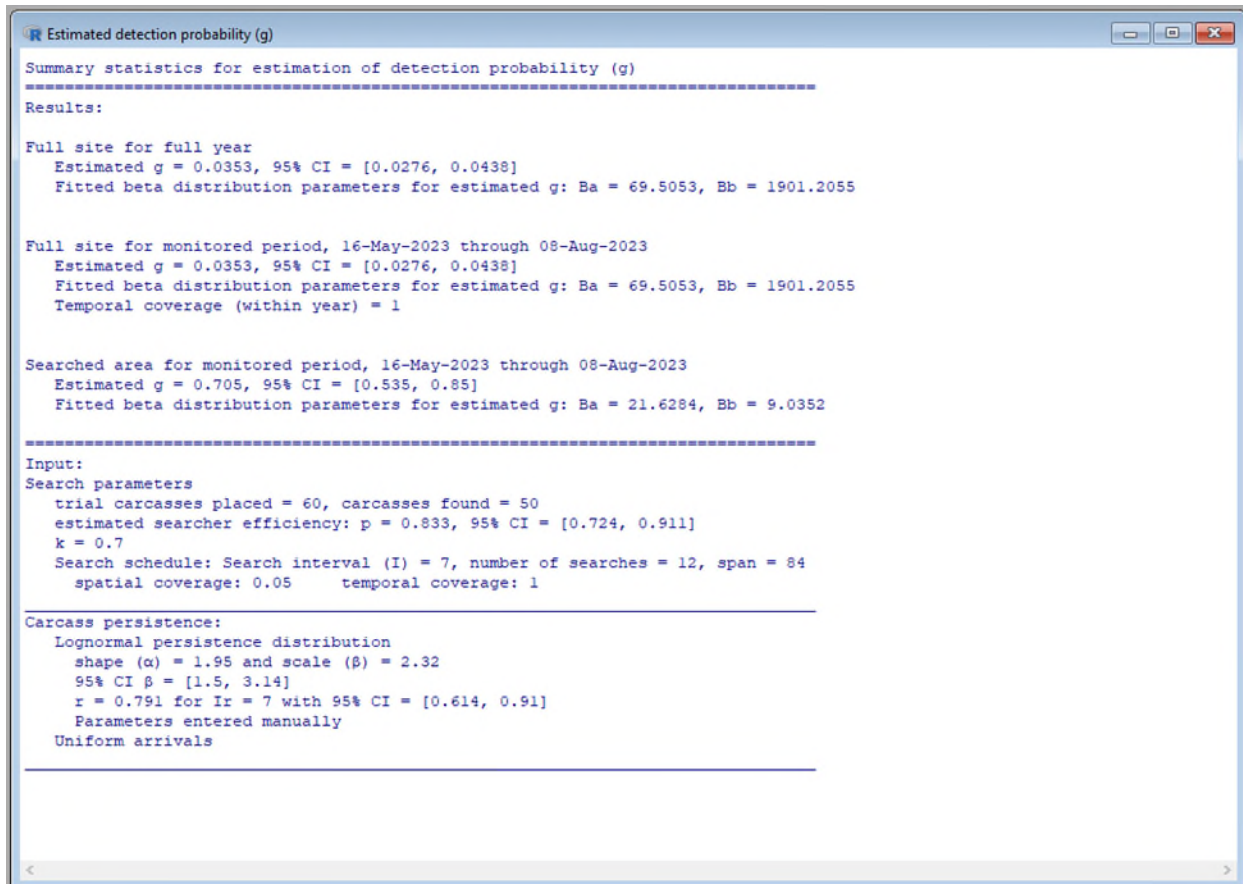 Estimated detection probability (g)
Summary statistics for estimation of detection probability (g)
================================================================================
Results:
Full site for full year
Estimated g = 0.0353, 95% CI = [0.0276, 0.0438]
Fitted beta distribution parameters for estimated g: Ba = 69.5053, Bb = 1901.2055
Full site for monitored period, 16-May-2023 through 08-Aug-2023
Estimated g = 0.0353, 95% CI = [0.0276, 0.0438]
Fitted beta distribution parameters for estimated g: Ba = 69.5053, Bb = 1901.2055
Temporal coverage (within year) = 1
Searched area for monitored period, 16-May-2023 through 08-Aug-2023
Estimated g = 0.705, 95% CI = [0.535, 0.85]
Fitted beta distribution parameters for estimated g: Ba = 21.6284, Bb = 9.0352
================================================================================
Input:
Search parameters
trial carcasses placed = 60, carcasses found = 50
estimated searcher efficiency: p = 0.833, 95% CI = [0.724, 0.911]
k = 0.7
Search schedule: Search interval (I) = 7, number of searches = 12, span = 84
spatial coverage: 0.05 temporal coverage: 1
Carcass persistence:
Lognormal persistence distribution
shape (α) = 1.95 and scale (β) = 2.32
95% CI β = [1.5, 3.14]
r = 0.791 for Ir = 7 with 95% CI = [0.614, 0.91]
Parameters entered manually
Uniform arrivals